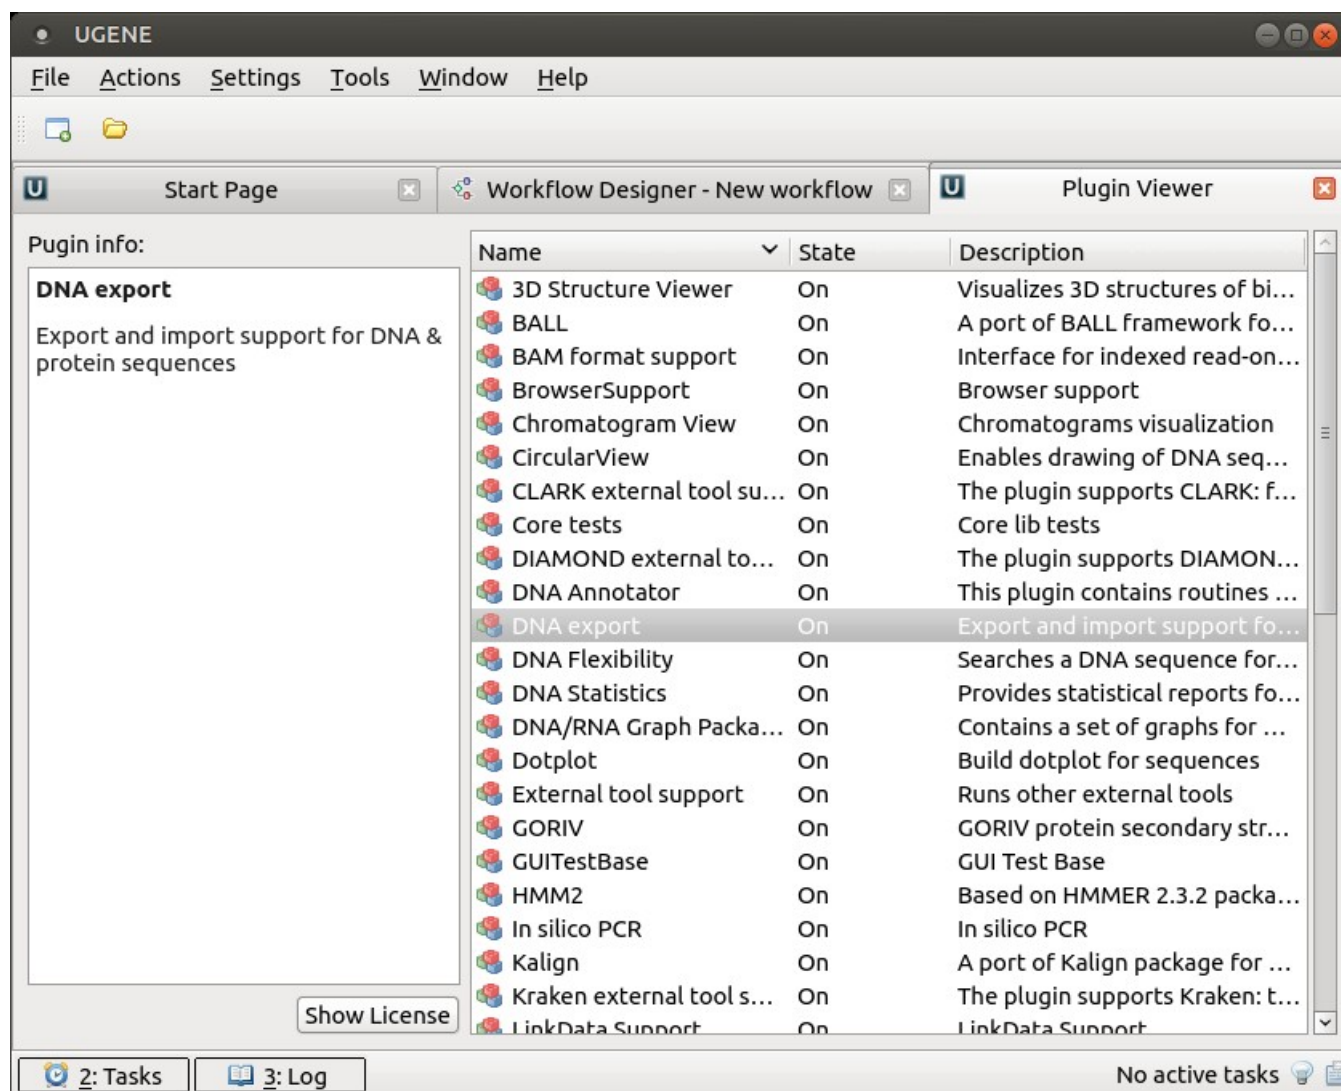 UGENE
File Actions Settings Tools Window Help
Start Page Workflow Designer - New workflow Plugin Viewer
Pugin info:
DNA export
Export and import support for DNA &
protein sequences
Show License
Name State Description
3D Structure Viewer On Visualizes 3D structures of bi...
BALL On A port of BALL framework fo...
BAM format support On Interface for indexed read-on...
BrowserSupport On Browser support
Chromatogram View On Chromatograms visualization
CircularView On Enables drawing of DNA seq...
CLARK external tool su... On The plugin supports CLARK: f...
Core tests On Core lib tests
DIAMOND external to... On The plugin supports DIAMON...
DNA Annotator On This plugin contains routines ...
DNA export On Export and import support fo...
DNA Flexibility On Searches a DNA sequence for...
DNA Statistics On Provides statistical reports fo...
DNA/RNA Graph Packa... On Contains a set of graphs for ...
Dotplot On Build dotplot for sequences
External tool support On Runs other external tools
GORIV On GORIV protein secondary str...
GUITestBase On GUI Test Base
HMM2 On Based on HMMER 2.3.2 packa...
In silico PCR On In silico PCR
Kalign On A port of Kalign package for ...
Kraken external tool s... On The plugin supports Kraken: t...
LinkData Support On LinkData Support
2: Tasks 3: Log No active tasks